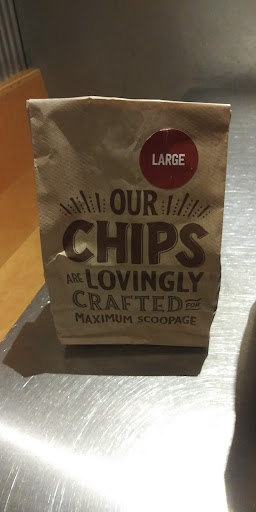 LARGE
OUR
CHIPS
ARE LOVINGLY
CRAFTED FOR
MAXIMUM SCOOPAGE